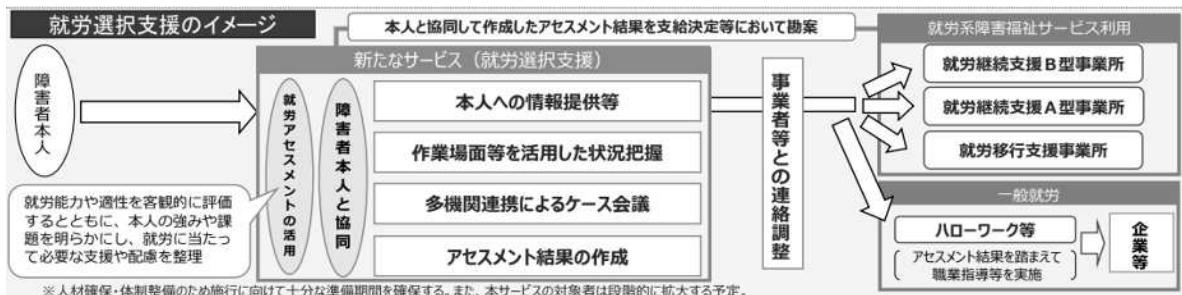 就労選択支援のイメージ
本人と協同して作成したアセスメント結果を支給決定等において勘案
障害者本人
新たなサービス（就労選択支援）
就労アセスメントの活用
障害者本人と協同
本人への情報提供等
作業場面等を活用した状況把握
多機関連携によるケース会議
アセスメント結果の作成
就労能力や適性を客観的に評価
するとともに、本人の強みや課
題を明らかにし、就労に当たっ
て必要な支援や配慮を整理
事業者等との連絡調整
就労系障害福祉サービス利用
就労継続支援B型事業所
就労継続支援A型事業所
就労移行支援事業所
一般就労
ハローワーク等
アセスメント結果を踏まえて
職業指導等を実施
企業等
※人材確保・体制整備のため施行に向けて十分な準備期間を確保する。また、本サービスの対象者は段階的に拡大する予定。